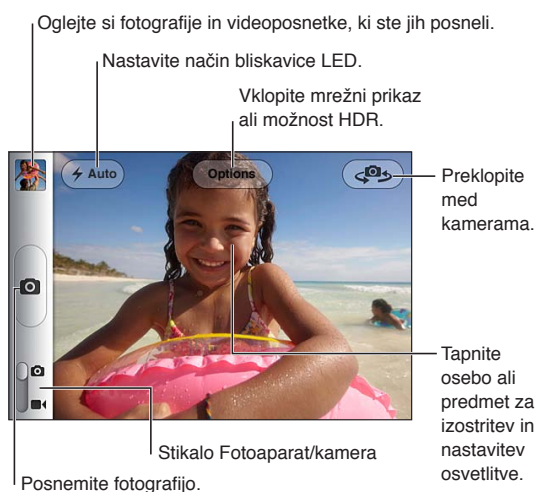 Oglejte si fotografije in videoposnetke, ki ste jih posneli.
Nastavite način bliskavice LED.
Vklopite mrežni prikaz
ali možnost HDR.
Auto
Options
Preklopite
med
kamerama.
Tapnite
osebo ali
predmet za
izostritev in
nastavitev
osvetlitve.
Stikalo Fotoaparat/kamera
Posnemite fotografijo.